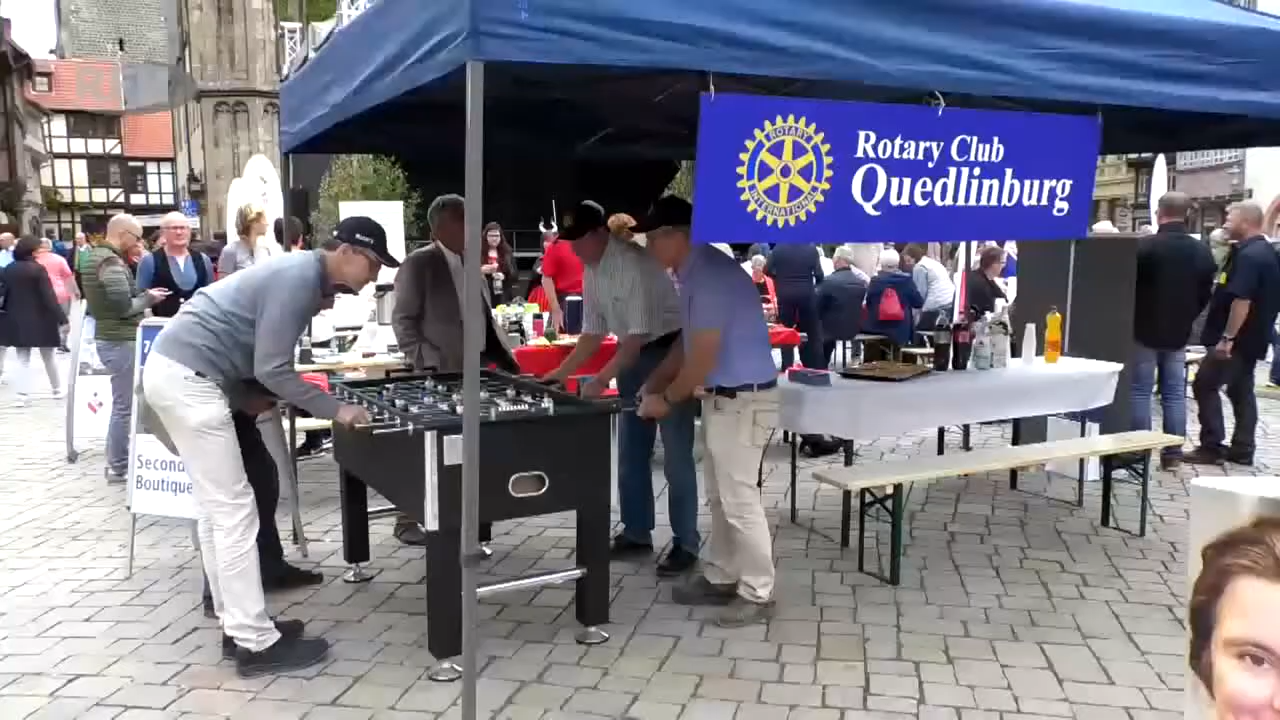 ROTARY
INTERNATIONAL
Rotary Club
Quedlinburg
Second
Boutique